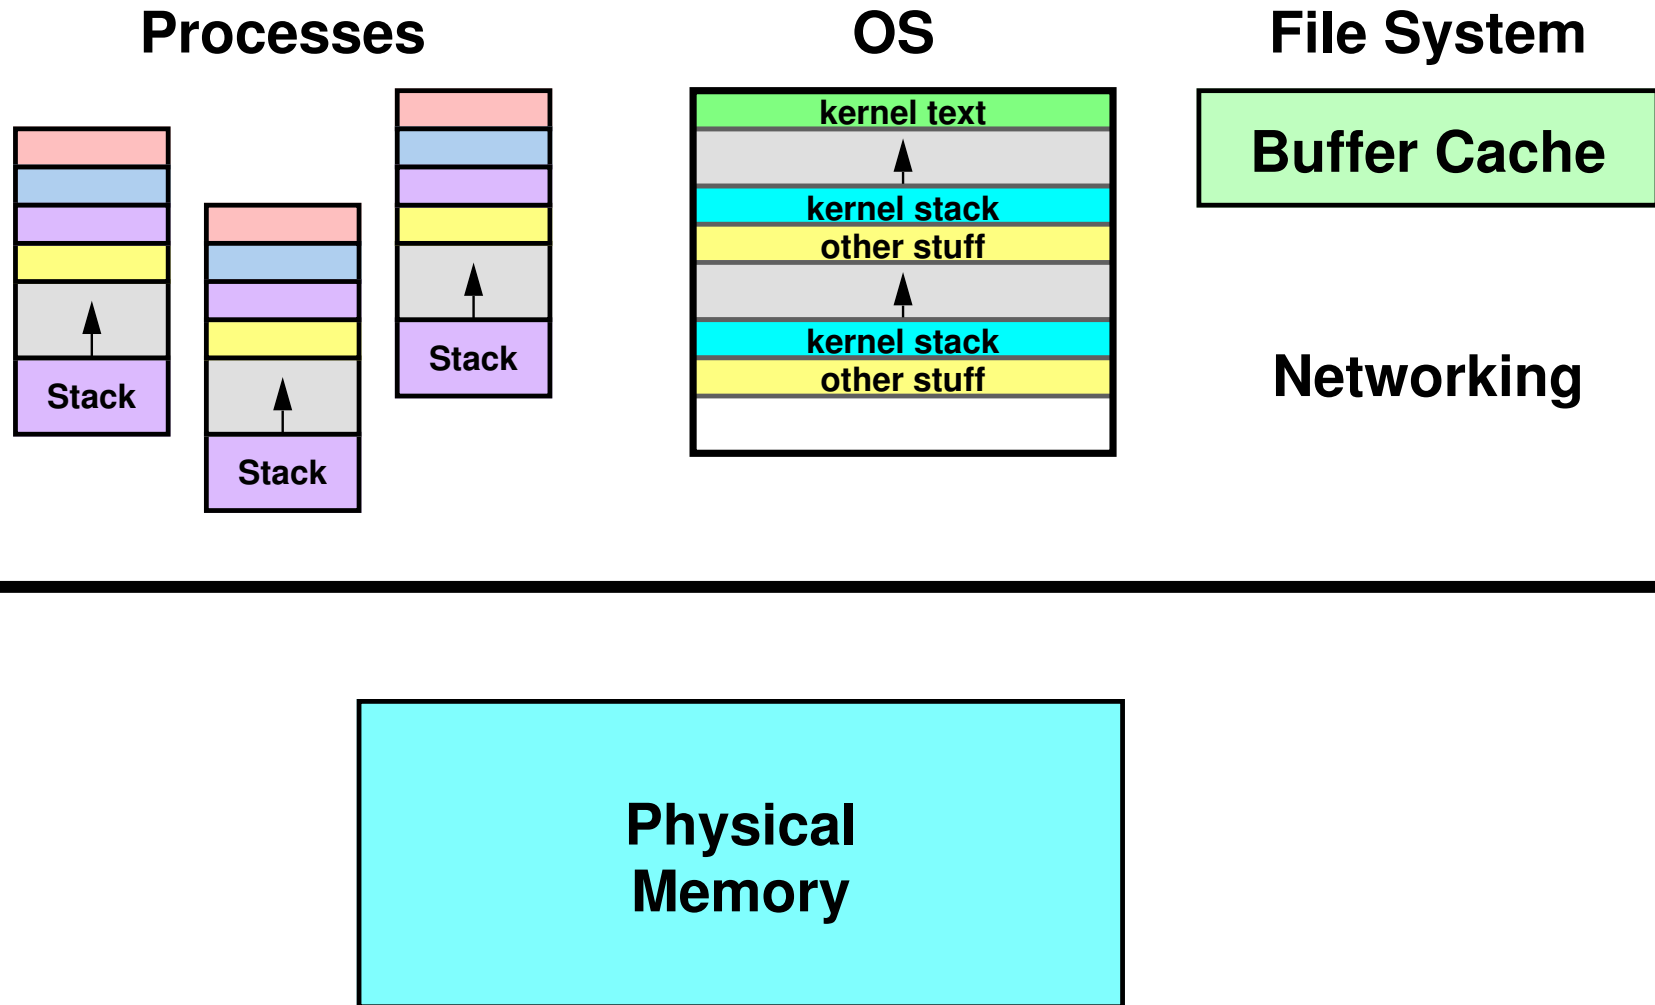 Processes
OS
File System
Stack
Stack
Stack
kernel text
kernel stack
other stuff
kernel stack
other stuff
Buffer Cache
Networking
Physical
Memory